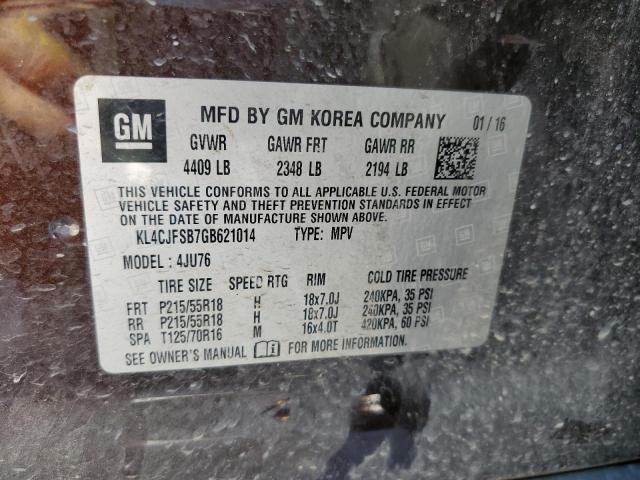 GM MFD BY GM KOREA COMPANY 01 / 16
GVWR GAWR FRT GAWR RR
4409 LB 2348 LB 2194 LB
THIS VEHICLE CONFORMS TO ALL APPLICABLE U.S. FEDERAL MOTOR
VEHICLE SAFETY AND THEFT PREVENTION STANDARDS IN EFFECT
ON THE DATE OF MANUFACTURE SHOWN ABOVE.
KL4CJFSB7GB621014 TYPE: MPV
MODEL : 4JU76
TIRE SIZE SPEED RTG RIM COLD TIRE PRESSURE
FRT P215/55R18 H 18x7.0J 240KPA, 35 PSI
RR P215/55R18 H 18x7.0J 240KPA, 35 PSI
SPA T125/70R16 M 16x4.0T 420KPA, 60 PSI
SEE OWNER'S MANUAL FOR MORE INFORMATION.